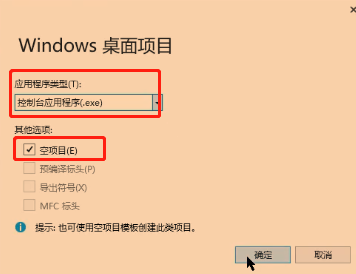 Windows 桌面项目
应用程序类型(T):
控制台应用程序(.exe)
其他选项:
空项目(E)
预编译标头(P)
导出符号(X)
MFC 标头
提示: 也可使用空项目模板创建此类项目。
确定
取消